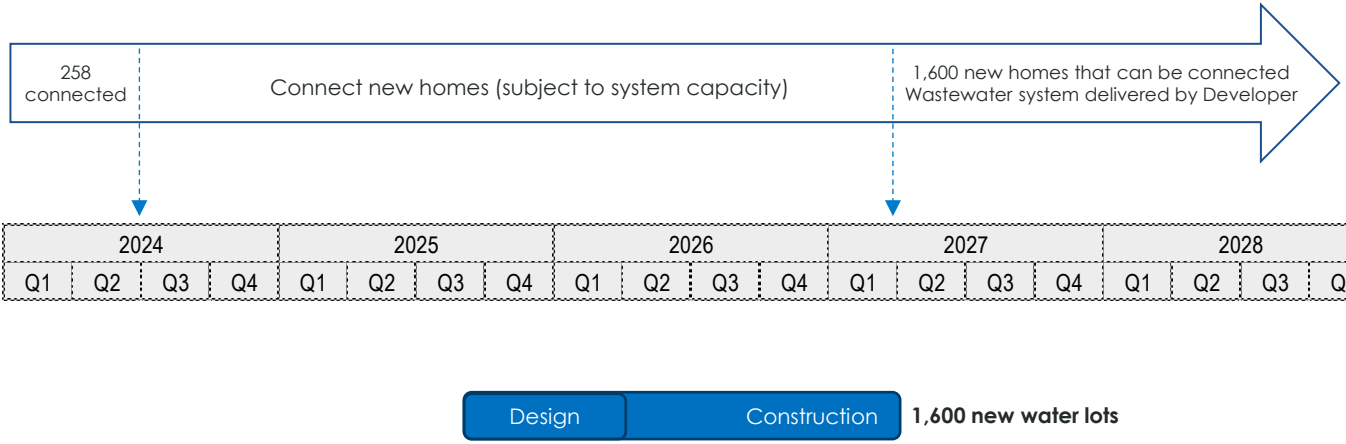 258
connected
Connect new homes (subject to system capacity)
1,600 new homes that can be connected
Wastewater system delivered by Developer
2024 2025 2026 2027 2028
Q1 Q2 Q3 Q4 Q1 Q2 Q3 Q4 Q1 Q2 Q3 Q4 Q1 Q2 Q3 Q4 Q1 Q2 Q3 Q
Design Construction 1,600 new water lots